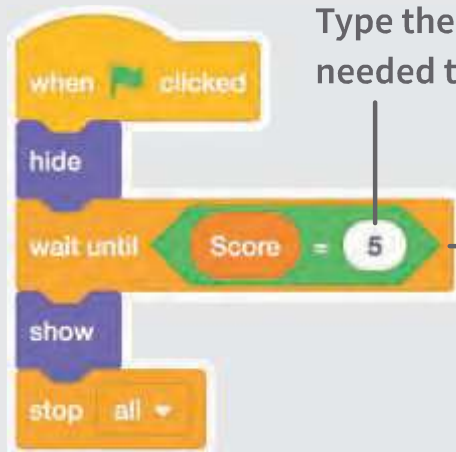 Type the
needed t
when clicked
hide
wait until Score = 5
show
stop all